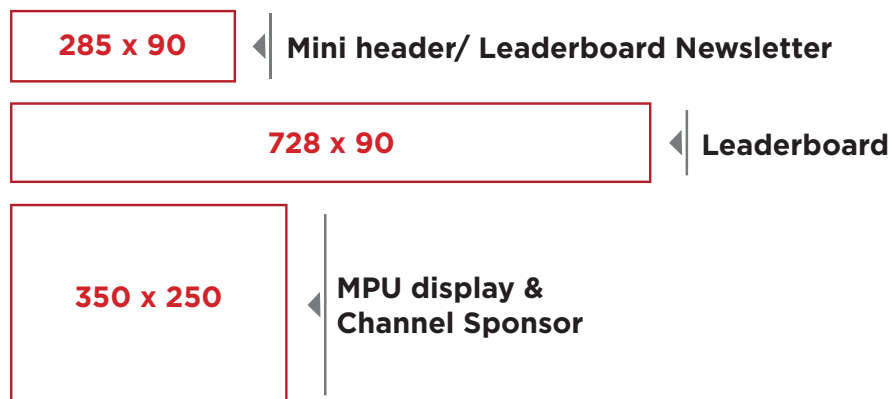 285 x 90
Mini header/ Leaderboard Newsletter
728 x 90
Leaderboard
350 x 250
MPU display &
Channel Sponsor